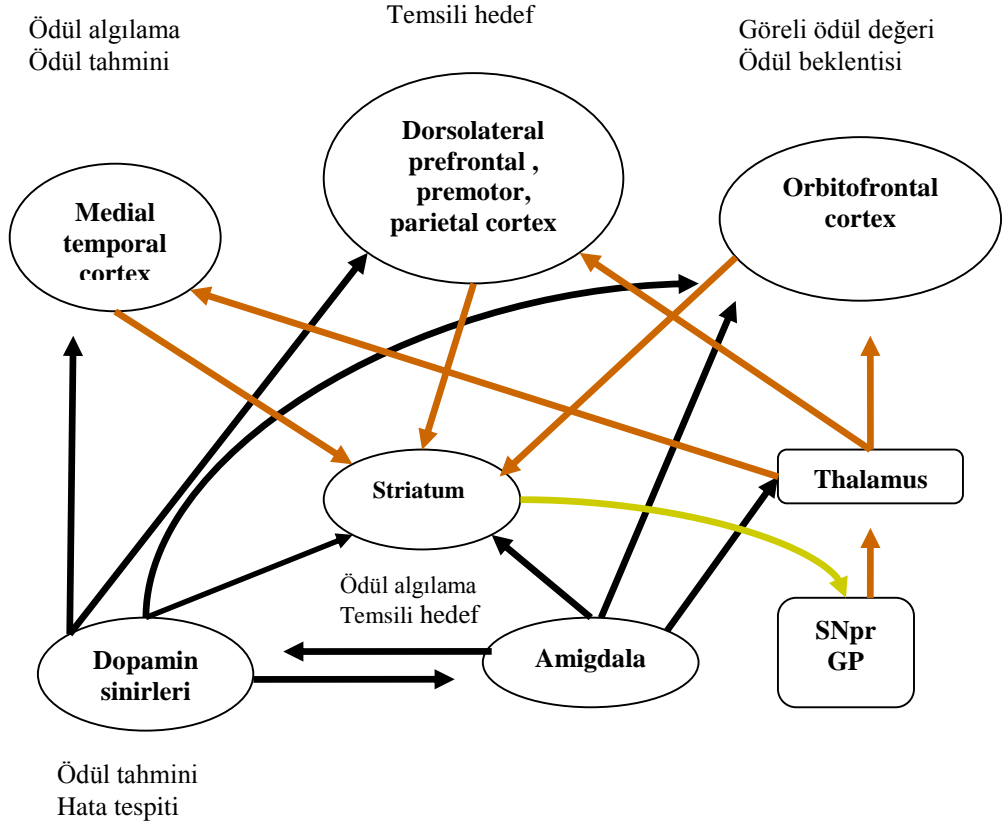 Ödül algılama
Ödül tahmini
Temsili hedef
Göreli ödül değeri
Ödül beklentisi
Medial
temporal
cortex
Dorsolateral
prefrontal ,
premotor,
parietal cortex
Orbitofrontal
cortex
Striatum
Thalamus
Ödül algılama
Temsili hedef
Dopamin
sinirleri
Amigdala
SNpr
GP
Ödül tahmini
Hata tespiti